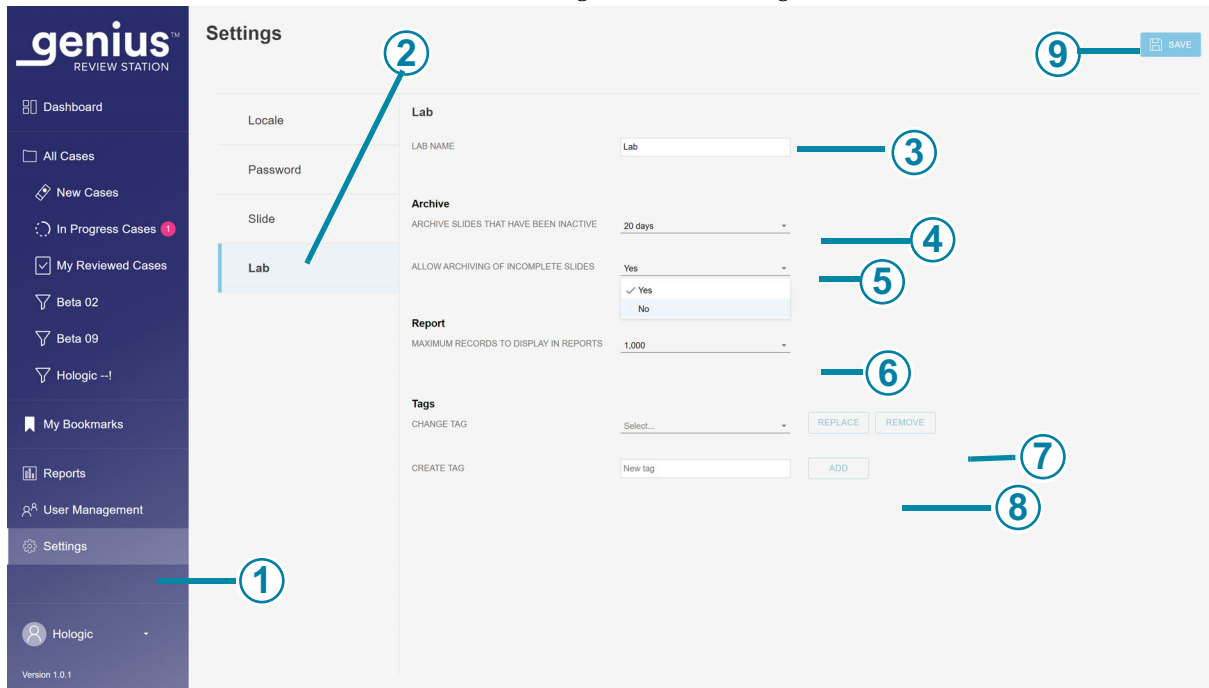 genius™
REVIEW STATION
Dashboard
All Cases
New Cases
In Progress Cases 1
My Reviewed Cases
Beta 02
Beta 09
Hologic --!
My Bookmarks
Reports
User Management
Settings
Hologic
Version 1.0.1
Settings
2
9
SAVE
Locale
Password
Slide
Lab
Lab
LAB NAME
Lab
3
Archive
ARCHIVE SLIDES THAT HAVE BEEN INACTIVE
20 days
4
ALLOW ARCHIVING OF INCOMPLETE SLIDES
Yes
5
Yes
No
Report
MAXIMUM RECORDS TO DISPLAY IN REPORTS
1,000
6
Tags
CHANGE TAG
Select...
REPLACE
REMOVE
7
CREATE TAG
New tag
ADD
8
1